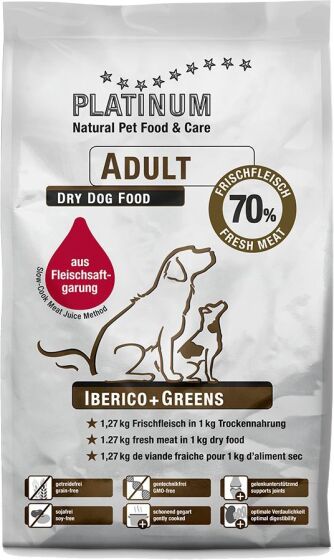 PLATINUM
Natural Pet Food & Care
ADULT
DRY DOG FOOD
FRISCHFLEISCH
70%
FRESH MEAT
aus
Fleischsaft-
garung
Slow-Cook Meat Juice Method
IBERICO+GREENS
★ 1,27 kg Frischfleisch in 1 kg Trockennahrung
★ 1.27 kg fresh meat in 1 kg dry food
★ 1,27 kg de viande fraiche pour 1 kg d'aliment sec
getreidefrei
grain-free
gentechnikfrei
GMO-free
gelenkunterstützend
supports joints
sojafrei
soy-free
schonend gegart
gently cooked
optimale Verdaulichkeit
optimal digestibility